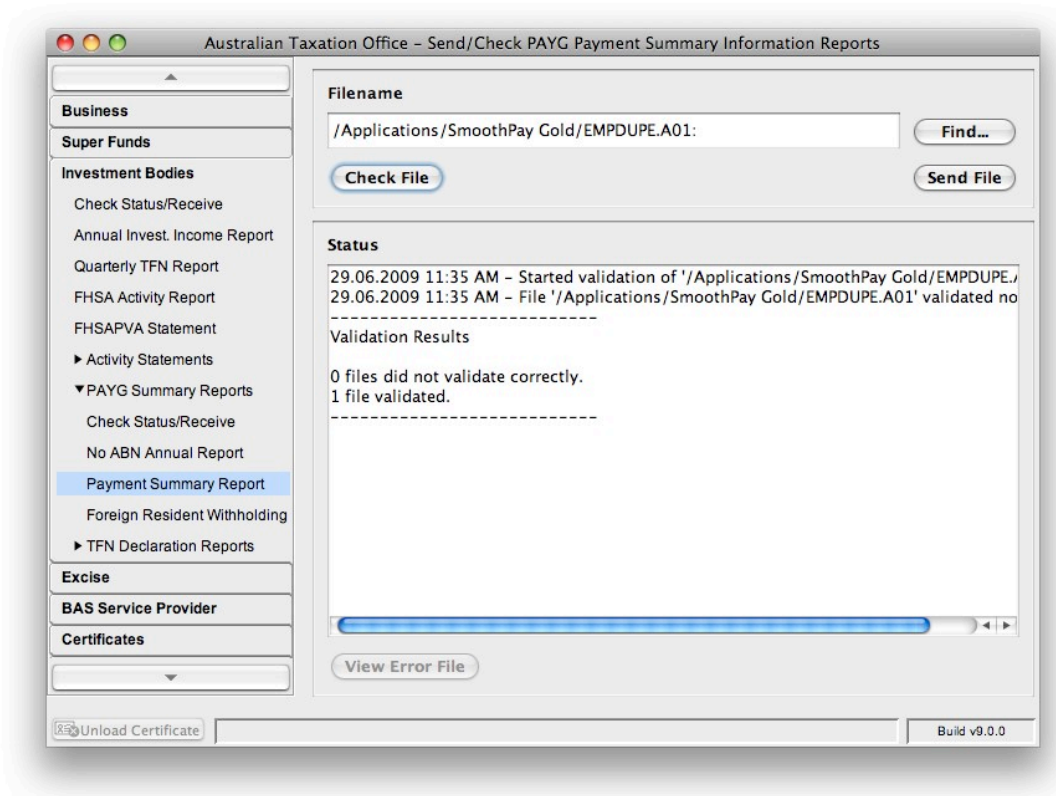 Australian Taxation Office – Send/Check PAYG Payment Summary Information Reports
Business
Super Funds
Investment Bodies
Check Status/Receive
Annual Invest. Income Report
Quarterly TFN Report
FHSA Activity Report
FHSAPVA Statement
Activity Statements
PAYG Summary Reports
Check Status/Receive
No ABN Annual Report
Payment Summary Report
Foreign Resident Withholding
TFN Declaration Reports
Excise
BAS Service Provider
Certificates
Filename
/Applications/SmoothPay Gold/EMPDUPE.A01:
Find...
Check File
Send File
Status
29.06.2009 11:35 AM – Started validation of '/Applications/SmoothPay Gold/EMPDUPE./
29.06.2009 11:35 AM – File '/Applications/SmoothPay Gold/EMPDUPE.A01' validated no
---------------------------
Validation Results
0 files did not validate correctly.
1 file validated.
---------------------------
View Error File
Unload Certificate
Build v9.0.0